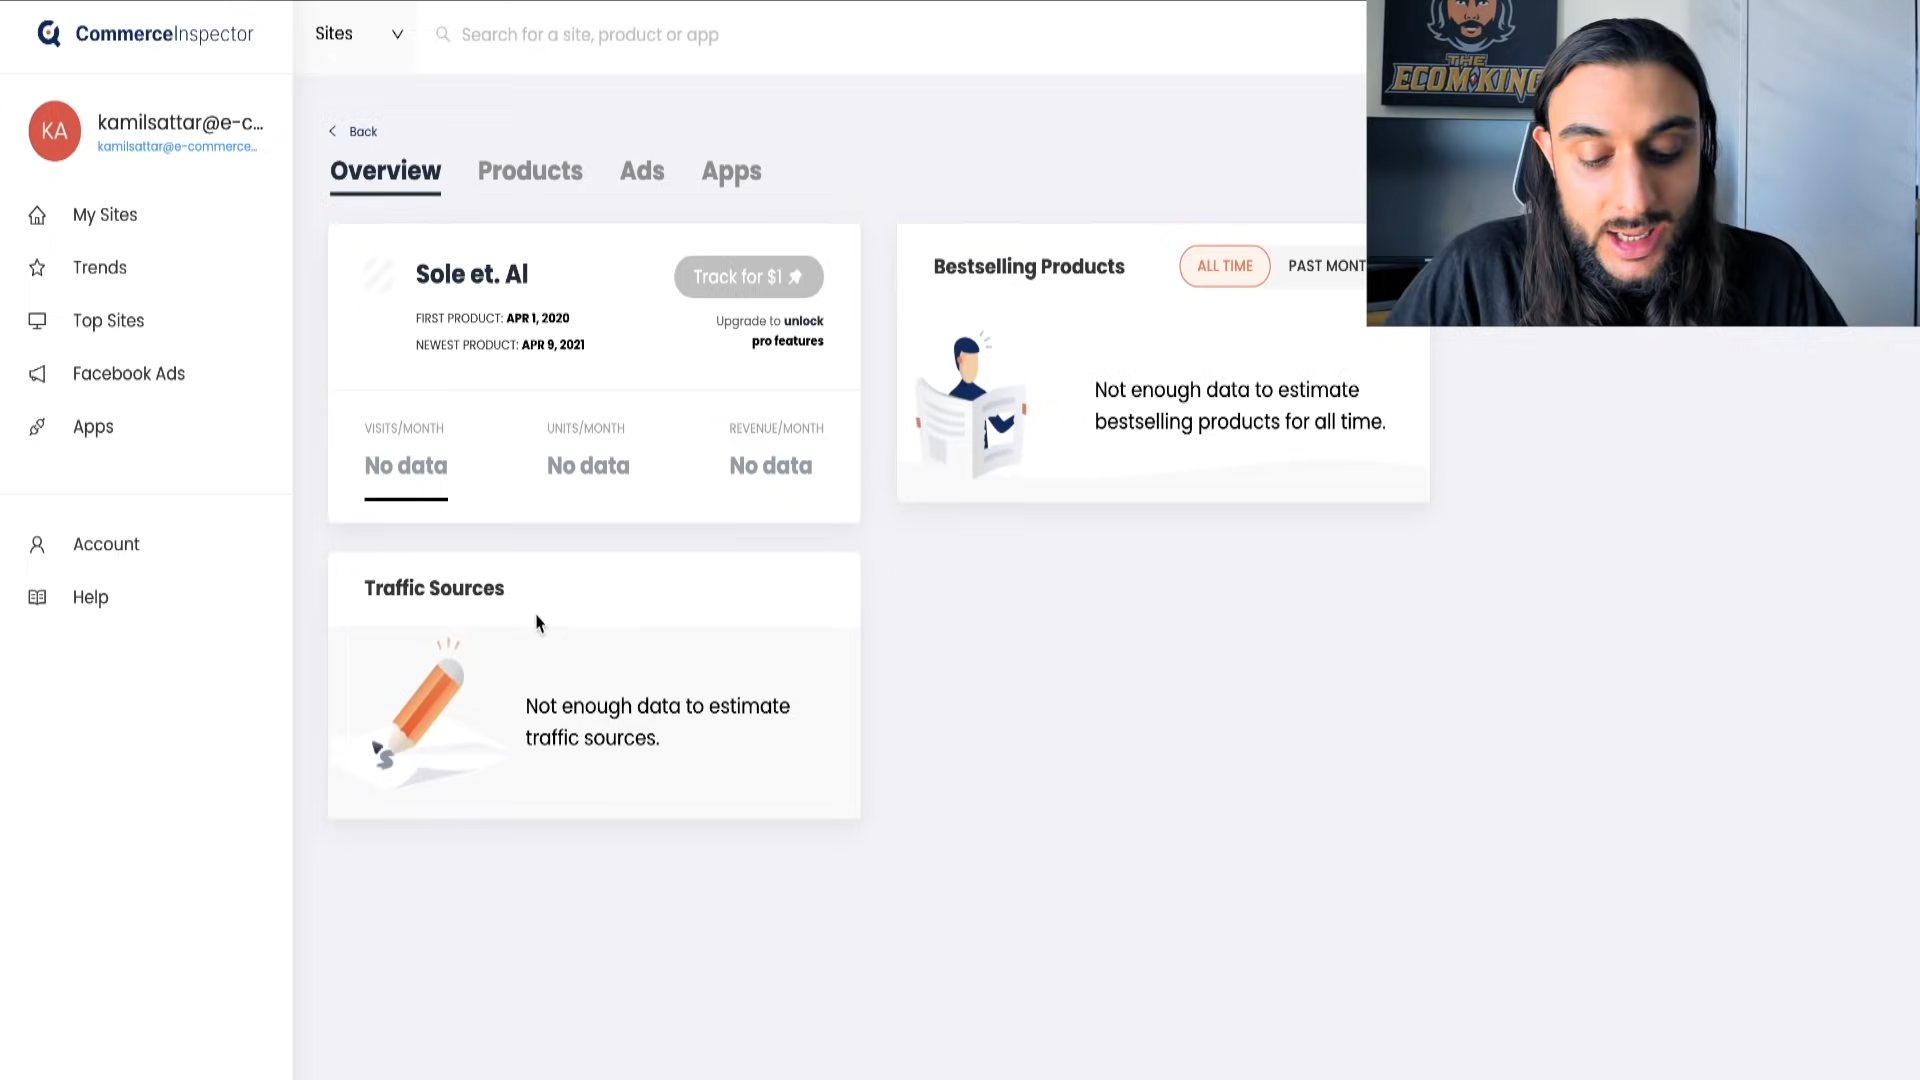 CommerceInspector
Sites
Search for a site, product or app
THE
ECOM KING
KA
kamilsattar@e-c...
kamilsattar@e-commerce...
My Sites
Trends
Top Sites
Facebook Ads
Apps
Account
Help
Back
Overview
Products
Ads
Apps
Sole et. Al
Track for $1
FIRST PRODUCT: APR 1, 2020
NEWEST PRODUCT: APR 9, 2021
Upgrade to unlock
pro features
VISITS/MONTH
UNITS/MONTH
REVENUE/MONTH
No data
No data
No data
Bestselling Products
ALL TIME
PAST MONT
Not enough data to estimate
bestselling products for all time.
Traffic Sources
Not enough data to estimate
traffic sources.